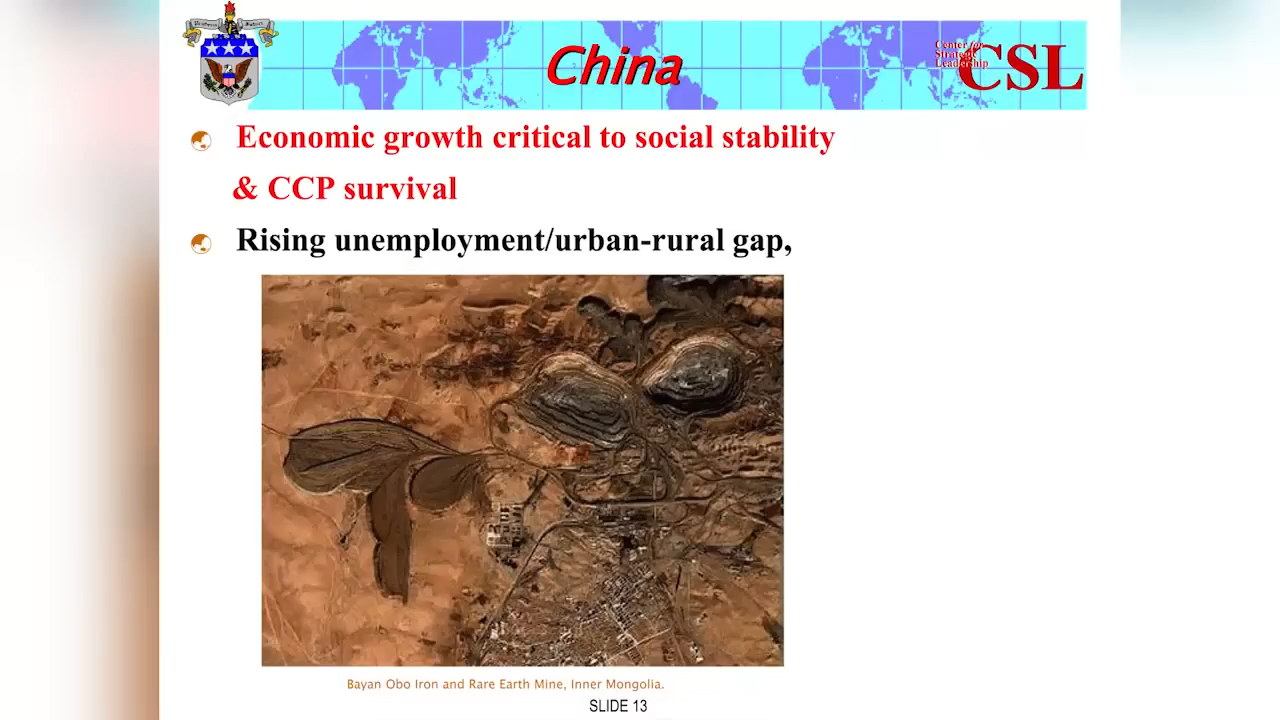 China
Center for
Strategic
Leadership
CSL
Economic growth critical to social stability
& CCP survival
Rising unemployment/urban-rural gap,
Bayan Obo Iron and Rare Earth Mine, Inner Mongolia.
SLIDE 13